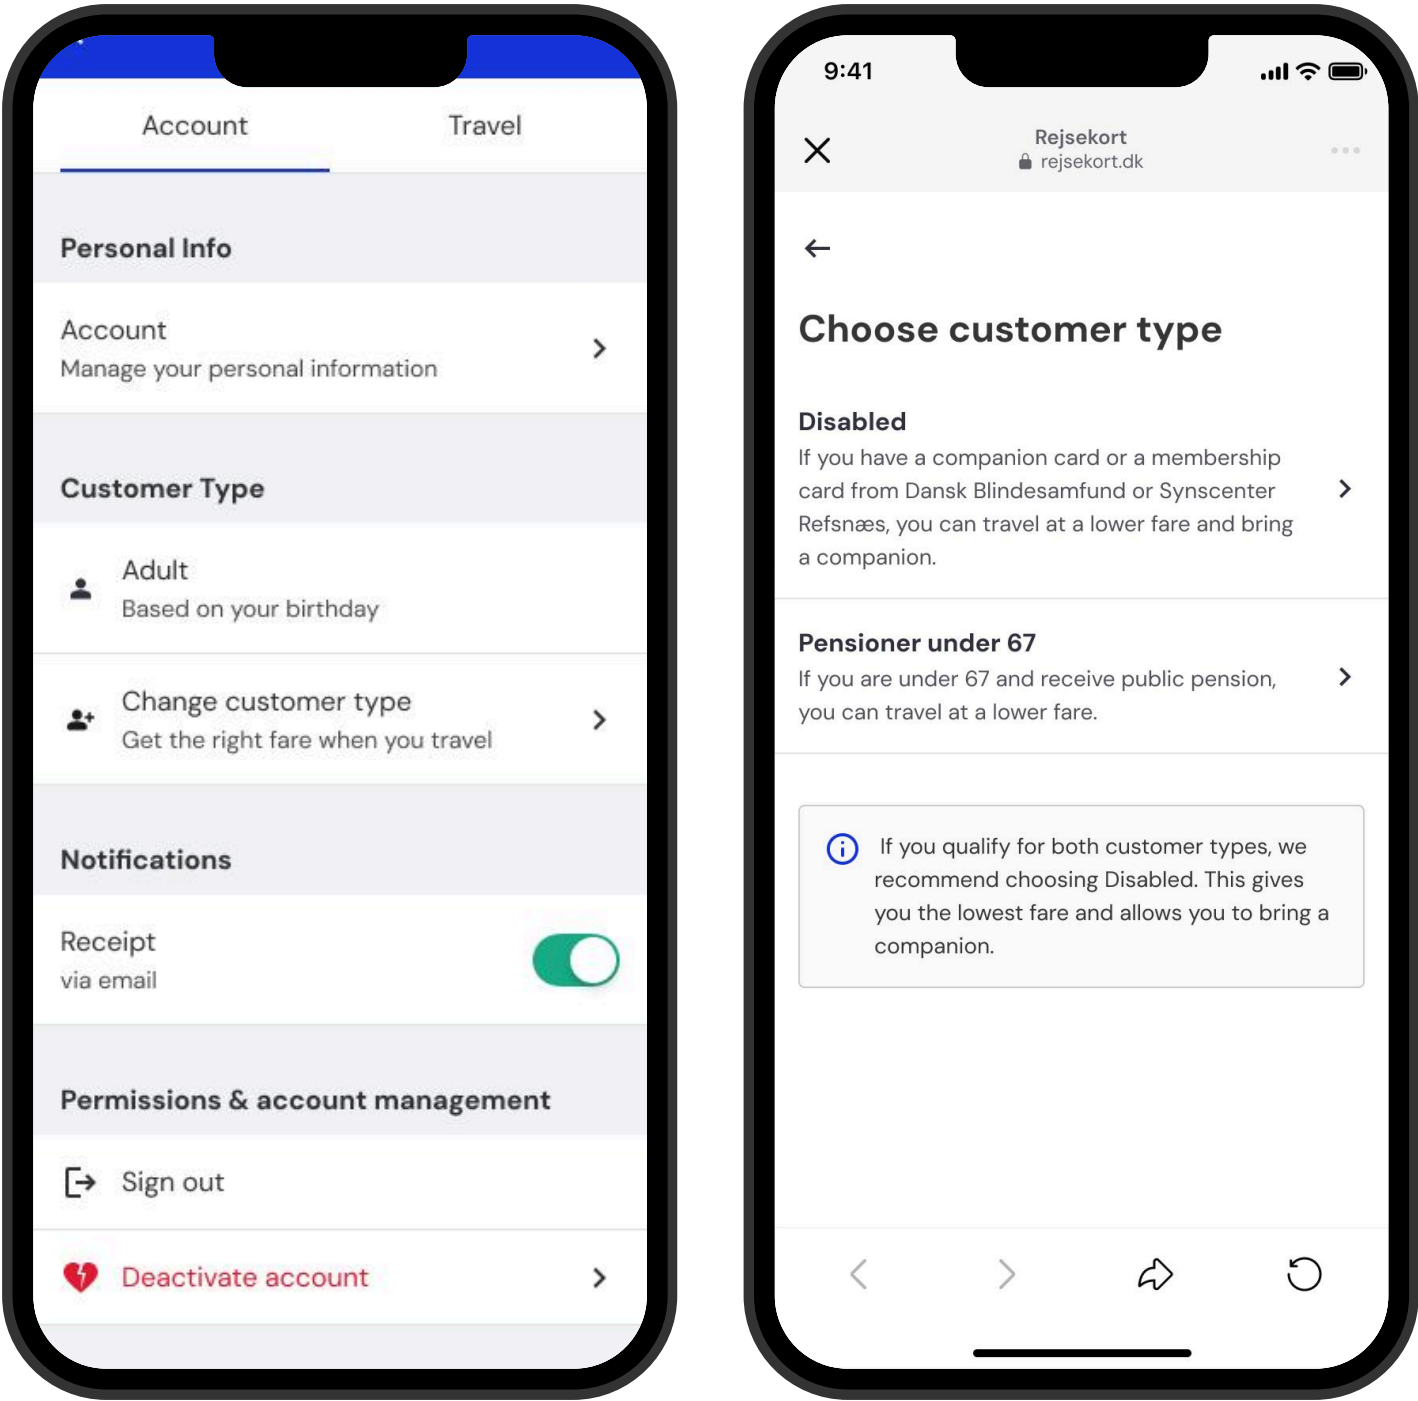 Account
Travel
Personal Info
Account
Manage your personal information
Customer Type
Adult
Based on your birthday
Change customer type
Get the right fare when you travel
Notifications
Receipt
via email
Permissions & account management
Sign out
Deactivate account
9:41
Rejsekort
rejsekort.dk
Choose customer type
Disabled
If you have a companion card or a membership
card from Dansk Blindesamfund or Synscenter
Refsnæs, you can travel at a lower fare and bring
a companion.
Pensioner under 67
If you are under 67 and receive public pension,
you can travel at a lower fare.
If you qualify for both customer types, we
recommend choosing Disabled. This gives
you the lowest fare and allows you to bring a
companion.